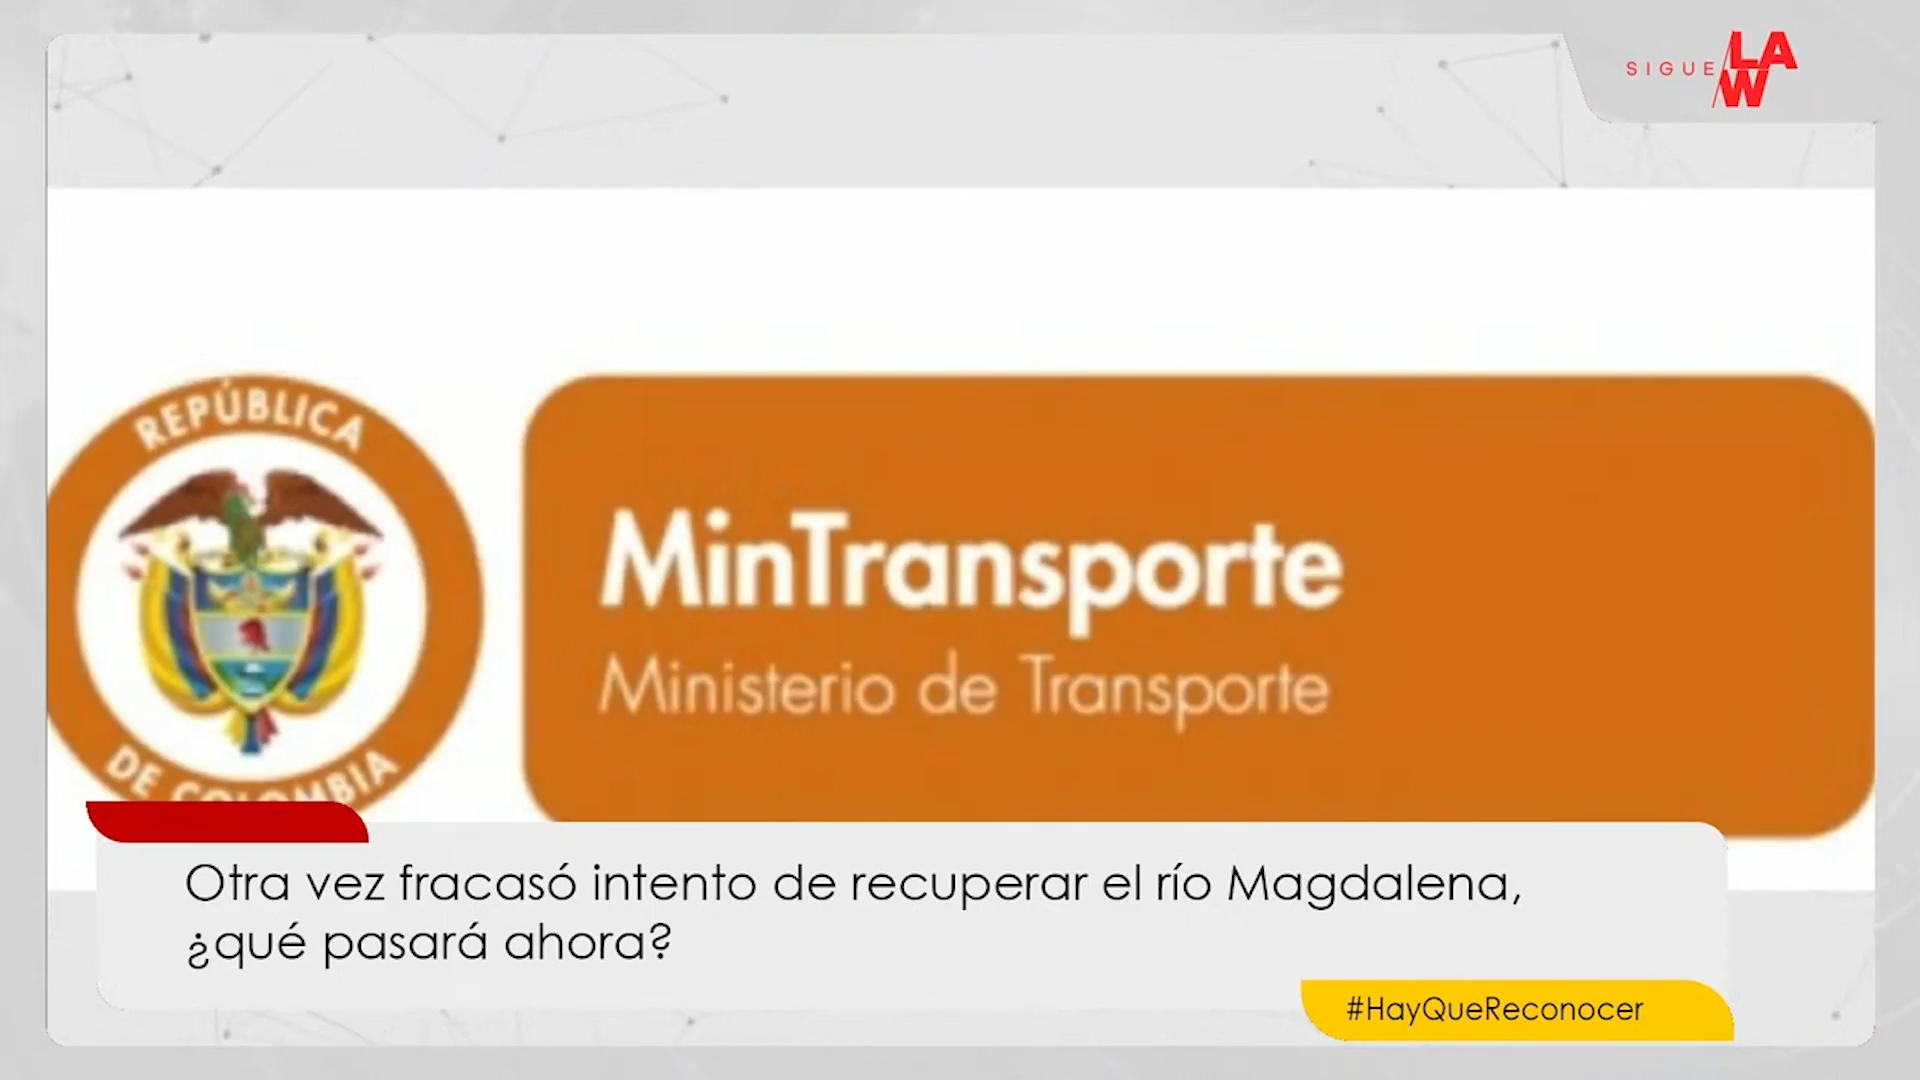 SIGUE LA W
REPÚBLICA
DE COLOMBIA
MinTransporte
Ministerio de Transporte
Otra vez fracasó intento de recuperar el río Magdalena,
¿qué pasará ahora?
#HayQueReconocer